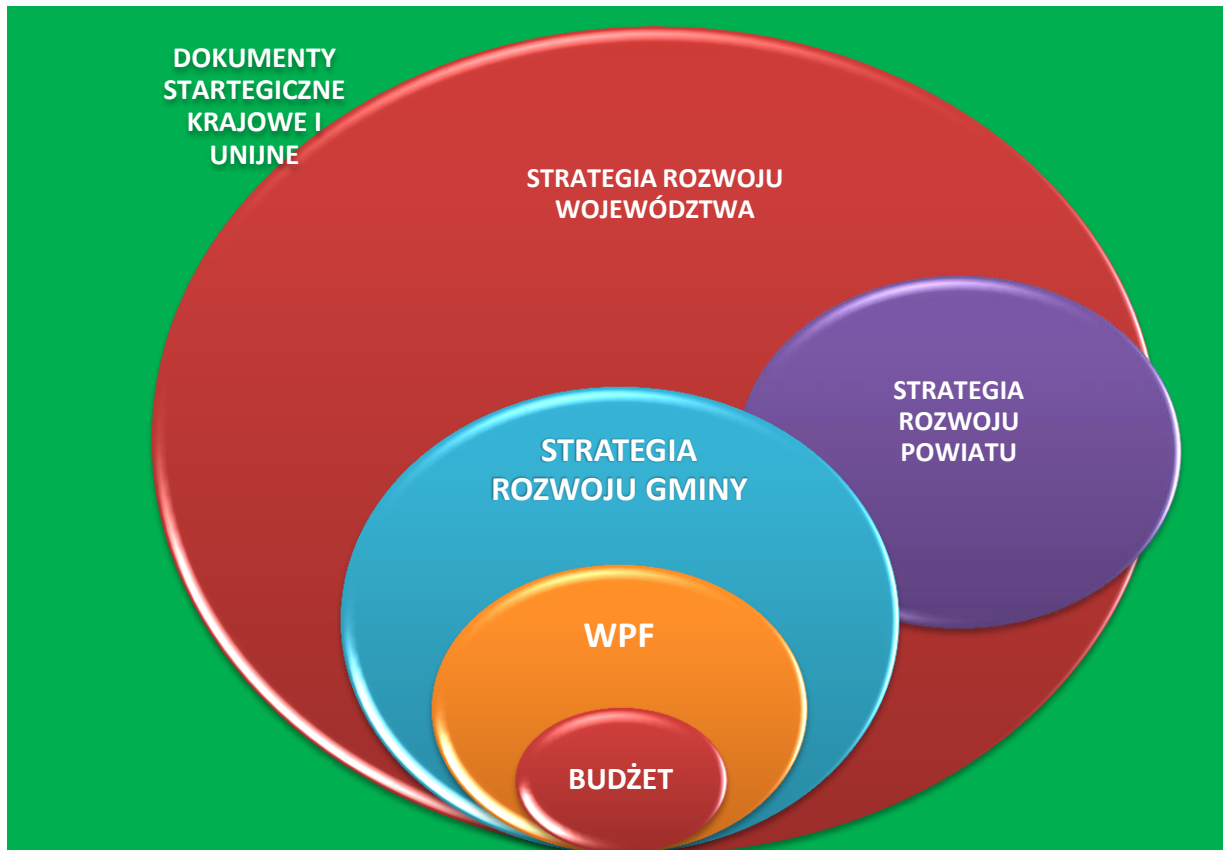 DOKUMENTY
STARTEGICZNE
KRAJOWE I
UNIJNE
STRATEGIA ROZWOJU
WOJEWÓDZTWA
STRATEGIA
ROZWOJU
POWIATU
STRATEGIA
ROZWOJU GMINY
WPF
BUDŻET